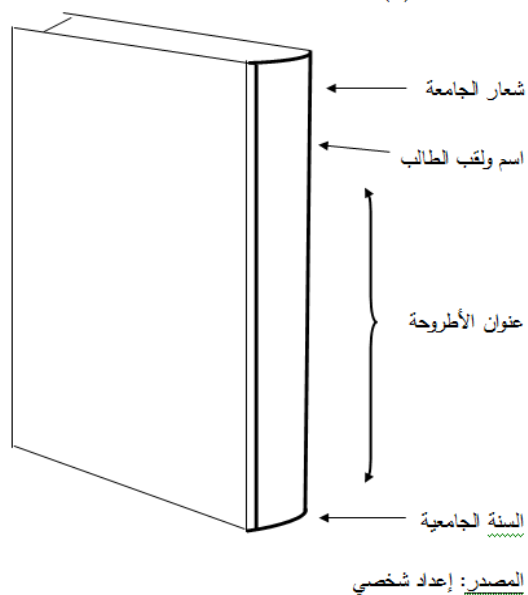 شعار الجامعة
اسم ولقب الطالب
عنوان الأطروحة
السنة الجامعية
المصدر: إعداد شخصي